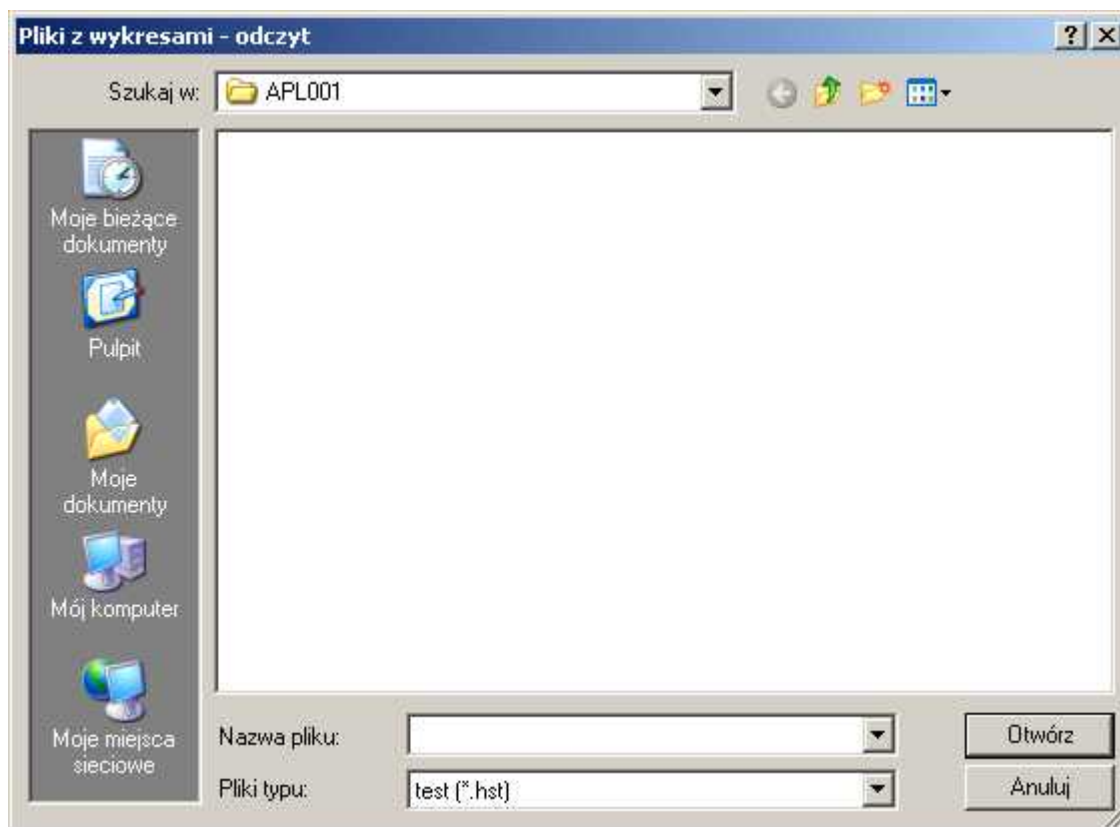 Pliki z wykresami - odczyt
Szukaj w:
APL001
Moje bieżące
dokumenty
Pulpit
Moje
dokumenty
Mój komputer
Moje miejsca
sieciowe
Nazwa pliku:
Otwórz
Pliki typu:
test (*.hst)
Anuluj